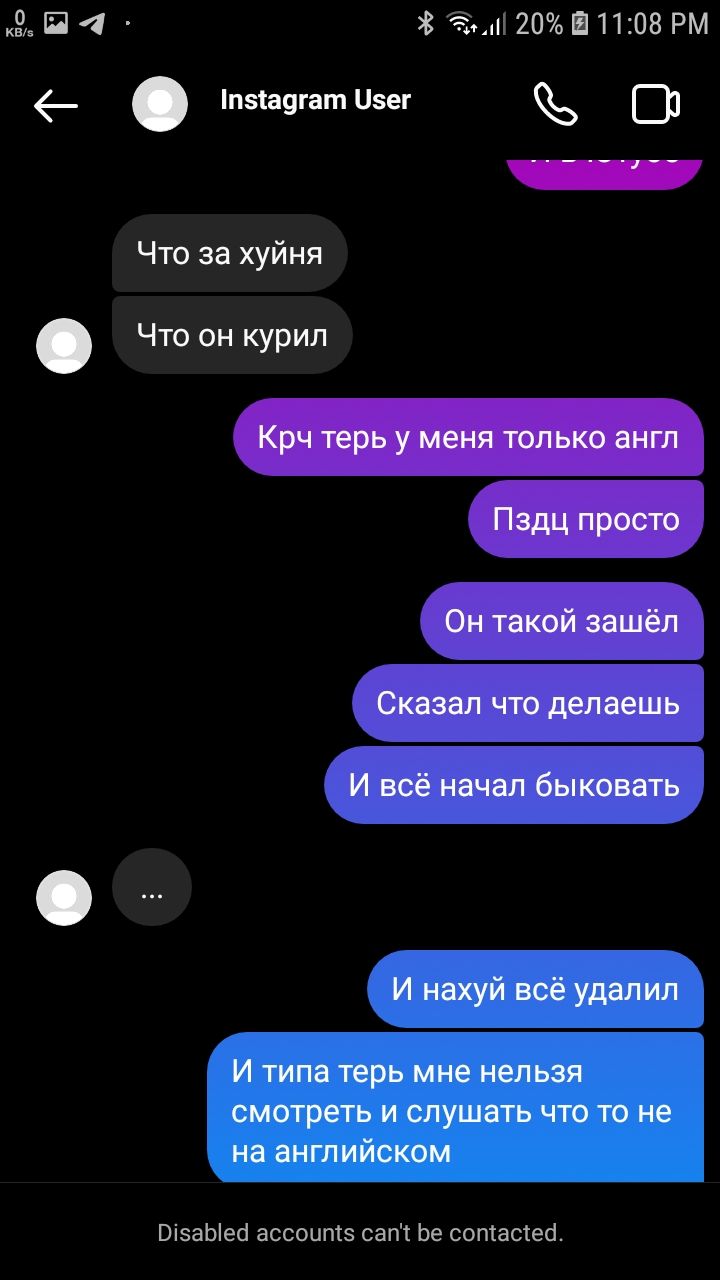 0
KB/s
20%
11:08 PM
Instagram User
Что за хуйня
Что он курил
Крч терь у меня только англ
Пздц просто
Он такой зашёл
Сказал что делаешь
И всё начал быковать
...
И нахуй всё удалил
И типа терь мне нельзя
смотреть и слушать что то не
на английском
Disabled accounts can't be contacted.